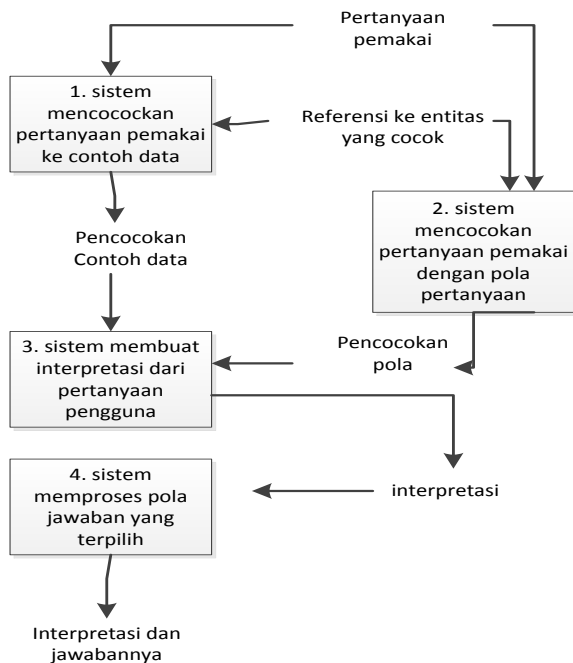 Pertanyaan
pemakai
1. sistem
mencocockan
pertanyaan pemakai
ke contoh data
Referensi ke entitas
yang cocok
2. sistem
mencocokan
pertanyaan pemakai
dengan pola
pertanyaan
Pencocokan
Contoh data
3. sistem membuat
interpretasi dari
pertanyaan
pengguna
Pencocokan
pola
4. sistem
memproses pola
jawaban yang
terpilih
interpretasi
Interpretasi dan
jawabannya